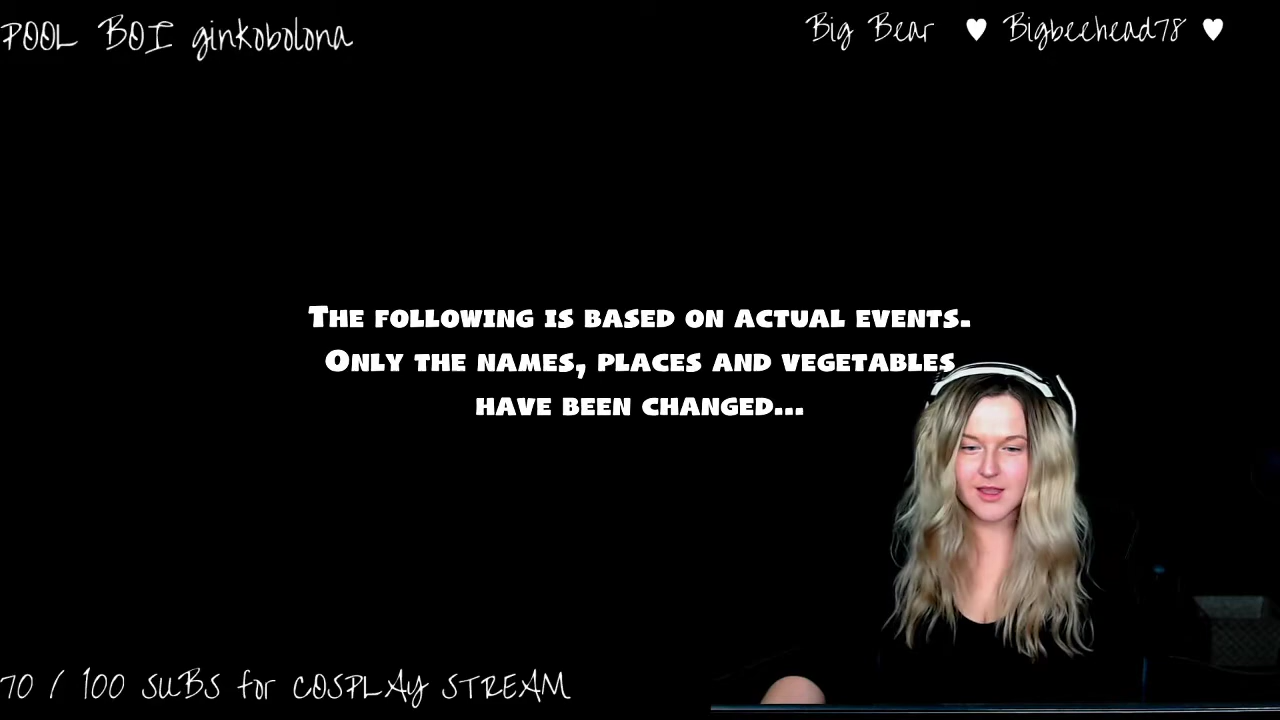 POOL BOI ginkobolona
Big Bear ♥ Bigbeehead78 ♥
THE FOLLOWING IS BASED ON ACTUAL EVENTS.
ONLY THE NAMES, PLACES AND VEGETABLES
HAVE BEEN CHANGED...
70 / 100 SUBS for COSPLAY STREAM